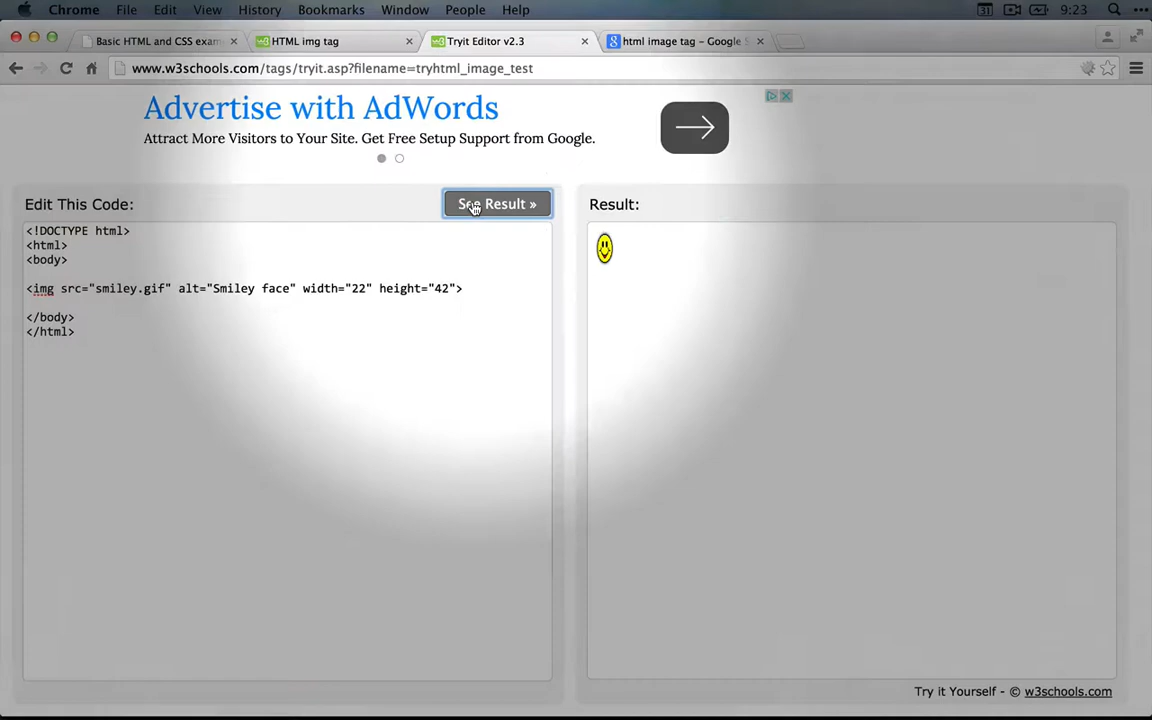 Chrome File Edit View History Bookmarks Window People Help 31 9:23
Basic HTML and CSS exam HTML img tag Tryit Editor v2.3 html image tag - Google S
www.w3schools.com/tags/tryit.asp?filename=tryhtml_image_test
Advertise with AdWords
Attract More Visitors to Your Site. Get Free Setup Support from Google.
Edit This Code: See Result » Result:
<!DOCTYPE html>
<html>
<body>
<img src="smiley.gif" alt="Smiley face" width="22" height="42">
</body>
</html>
Try it Yourself - © w3schools.com